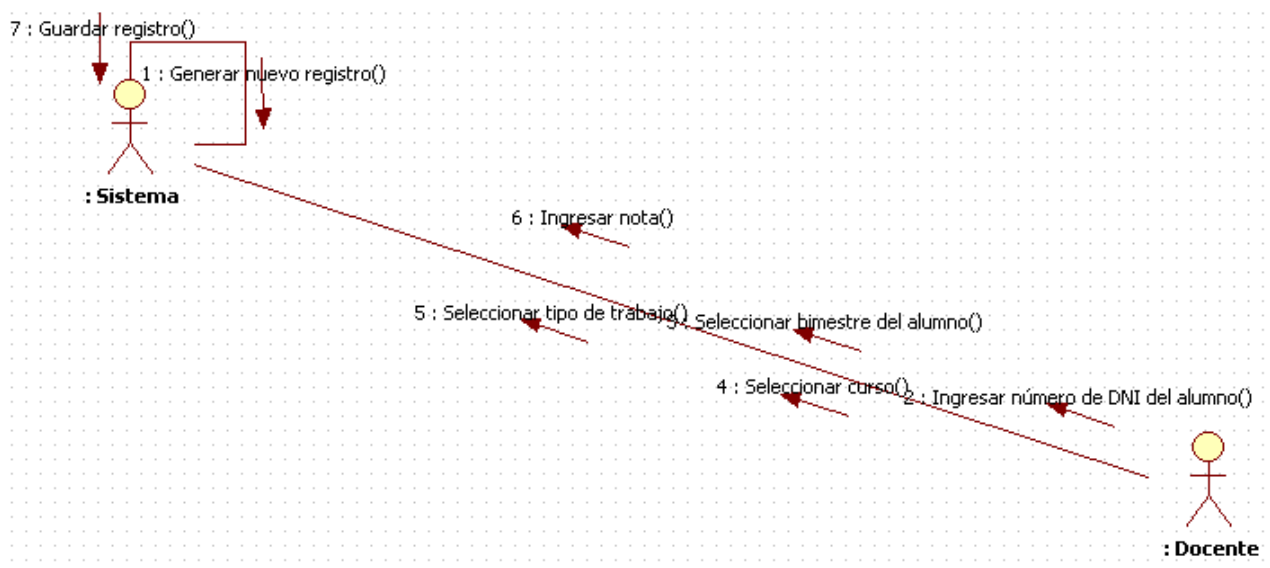 7 : Guardar registro()
1 : Generar nuevo registro()
: Sistema
6 : Ingresar nota()
5 : Seleccionar tipo de trabajo()
3 : Seleccionar bimestre del alumno()
4 : Seleccionar curso()
2 : Ingresar número de DNI del alumno()
: Docente